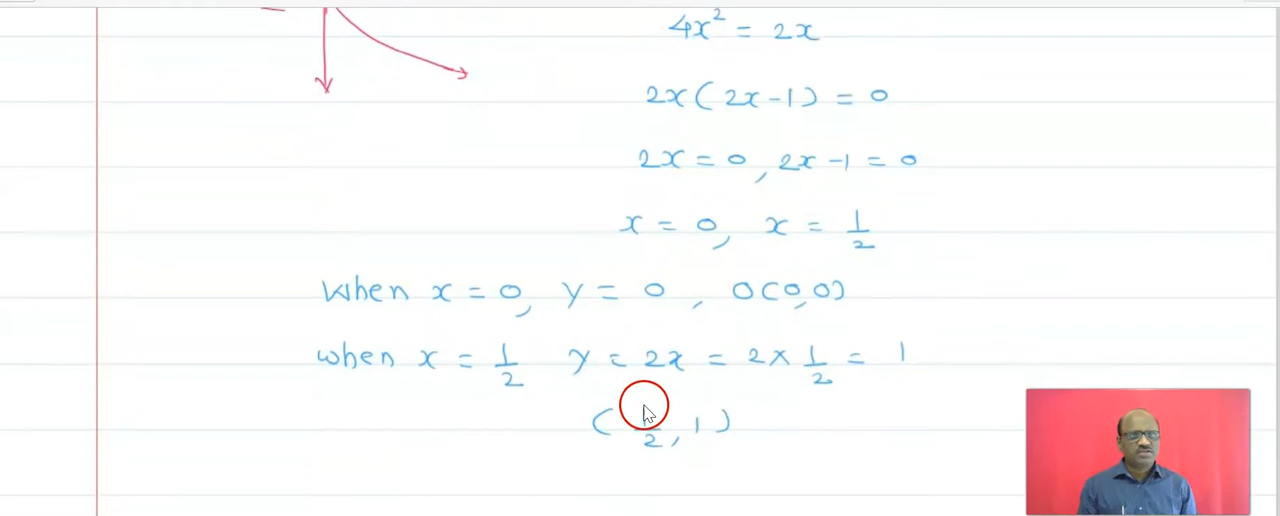 4x² = 2x
2x(2x-1) = 0
2x = 0, 2x -1 = 0
x = 0, x = 1/2
When x = 0, y = 0, O(0,0)
when x = 1/2 y = 2x = 2 × 1/2 = 1
( 1/2, 1 )